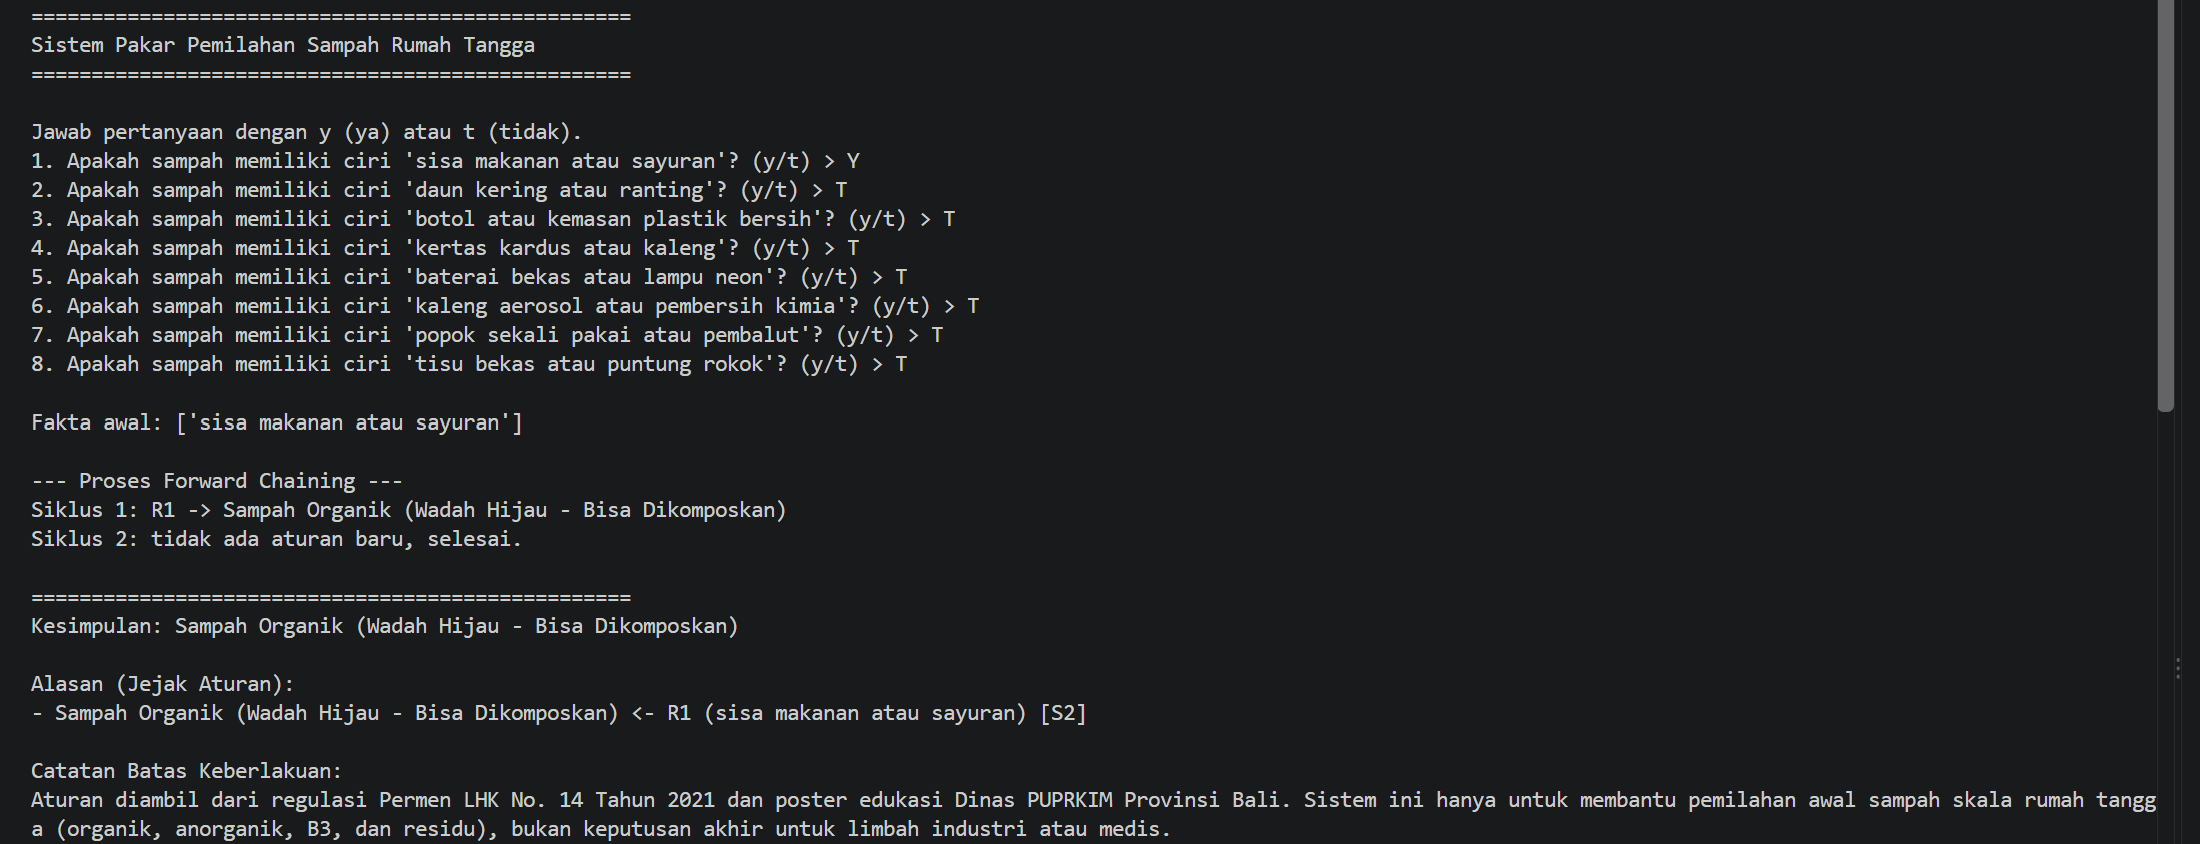 ==================================================
Sistem Pakar Pemilahan Sampah Rumah Tangga
==================================================
Jawab pertanyaan dengan y (ya) atau t (tidak).
1. Apakah sampah memiliki ciri 'sisa makanan atau sayuran'? (y/t) > Y
2. Apakah sampah memiliki ciri 'daun kering atau ranting'? (y/t) > T
3. Apakah sampah memiliki ciri 'botol atau kemasan plastik bersih'? (y/t) > T
4. Apakah sampah memiliki ciri 'kertas kardus atau kaleng'? (y/t) > T
5. Apakah sampah memiliki ciri 'baterai bekas atau lampu neon'? (y/t) > T
6. Apakah sampah memiliki ciri 'kaleng aerosol atau pembersih kimia'? (y/t) > T
7. Apakah sampah memiliki ciri 'popok sekali pakai atau pembalut'? (y/t) > T
8. Apakah sampah memiliki ciri 'tisu bekas atau puntung rokok'? (y/t) > T
Fakta awal: ['sisa makanan atau sayuran']
--- Proses Forward Chaining ---
Siklus 1: R1 -> Sampah Organik (Wadah Hijau - Bisa Dikomposkan)
Siklus 2: tidak ada aturan baru, selesai.
==================================================
Kesimpulan: Sampah Organik (Wadah Hijau - Bisa Dikomposkan)
Alasan (Jejak Aturan):
- Sampah Organik (Wadah Hijau - Bisa Dikomposkan) <- R1 (sisa makanan atau sayuran) [S2]
Catatan Batas Keberlakuan:
Aturan diambil dari regulasi Permen LHK No. 14 Tahun 2021 dan poster edukasi Dinas PUPRKIM Provinsi Bali. Sistem ini hanya untuk membantu pemilahan awal sampah skala rumah tangg
a (organik, anorganik, B3, dan residu), bukan keputusan akhir untuk limbah industri atau medis.